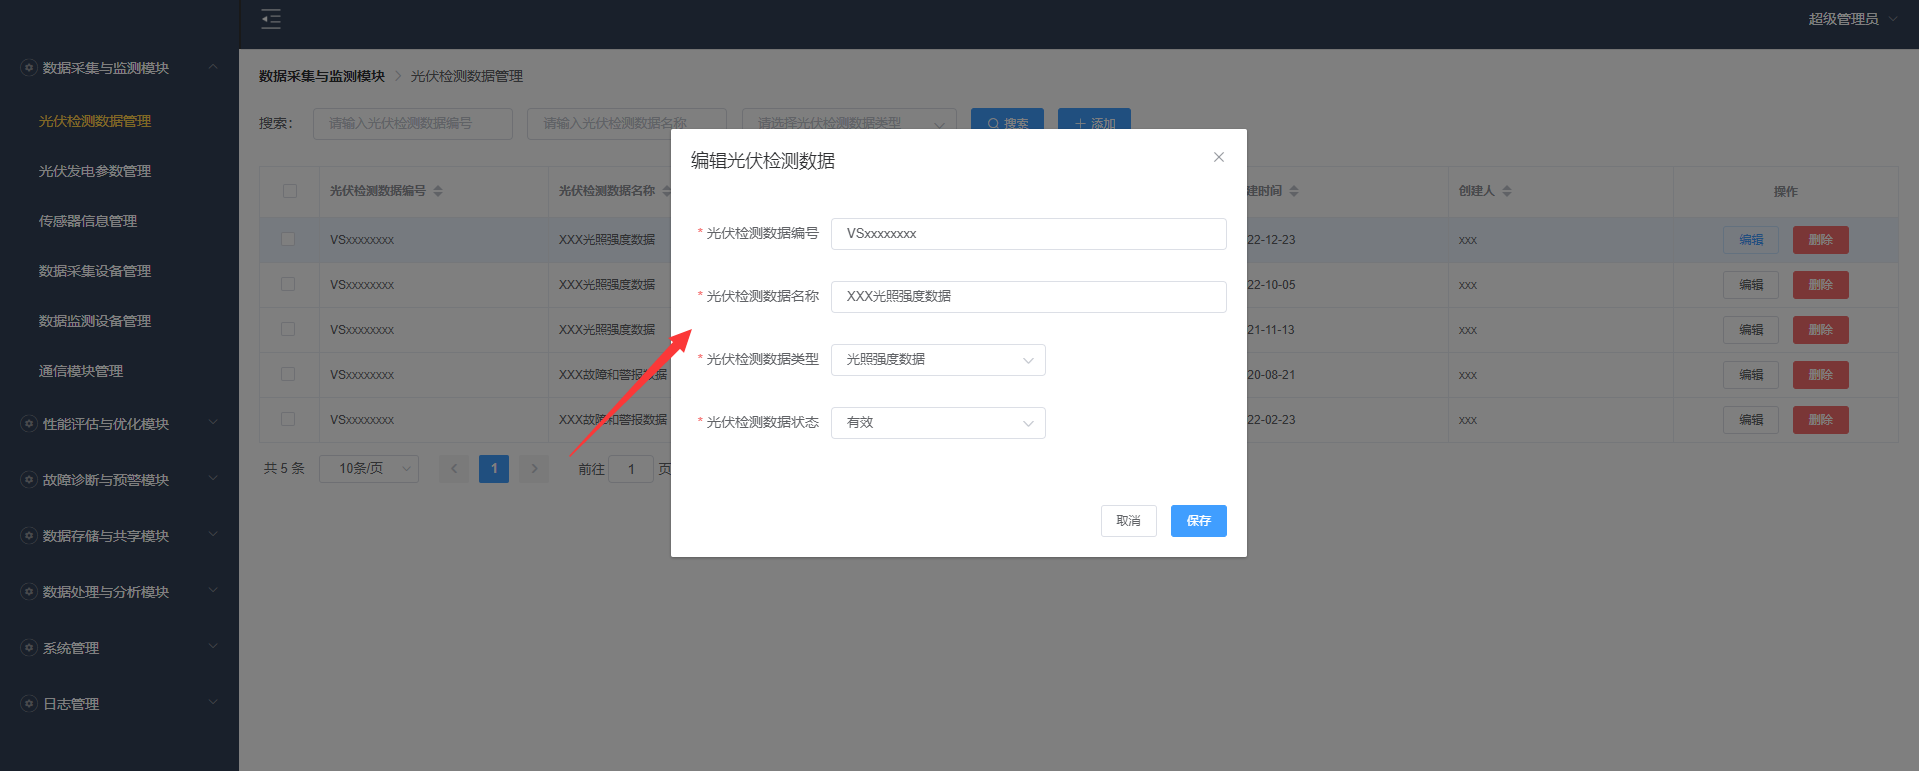 超级管理员
数据采集与监测模块
光伏检测数据管理
光伏发电参数管理
传感器信息管理
数据采集设备管理
数据监测设备管理
通信模块管理
性能评估与优化模块
故障诊断与预警模块
数据存储与共享模块
数据处理与分析模块
系统管理
日志管理
数据采集与监测模块 > 光伏检测数据管理
搜索: 请输入光伏检测数据编号 请输入光伏检测数据名称 请选择光伏检测数据类型 搜索 + 添加
光伏检测数据编号 光伏检测数据名称 建时间 创建人 操作
VSxxxxxxxx XXX光照强度数据 22-12-23 xxx 编辑 删除
VSxxxxxxxx XXX光照强度数据 22-10-05 xxx 编辑 删除
VSxxxxxxxx XXX光照强度数据 21-11-13 xxx 编辑 删除
VSxxxxxxxx XXX故障和警报数据 20-08-21 xxx 编辑 删除
VSxxxxxxxx XXX故障和警报数据 22-02-23 xxx 编辑 删除
共 5 条 10条/页 < 1 > 前往 1 页
编辑光伏检测数据
* 光伏检测数据编号 VSxxxxxxxx
* 光伏检测数据名称 XXX光照强度数据
* 光伏检测数据类型 光照强度数据
* 光伏检测数据状态 有效
取消 保存